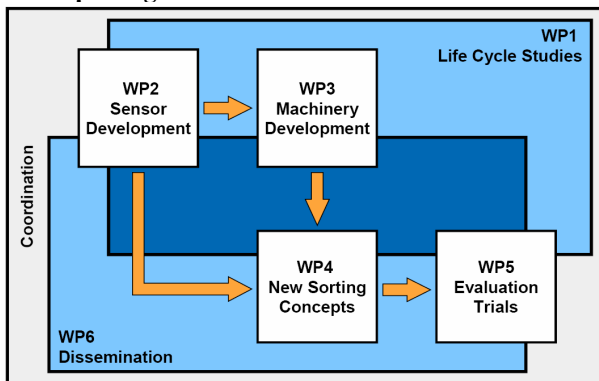 WP1
Life Cycle Studies
WP2
Sensor
Development
WP3
Machinery
Development
Coordination
WP4
New Sorting
Concepts
WP5
Evaluation
Trials
WP6
Dissemination